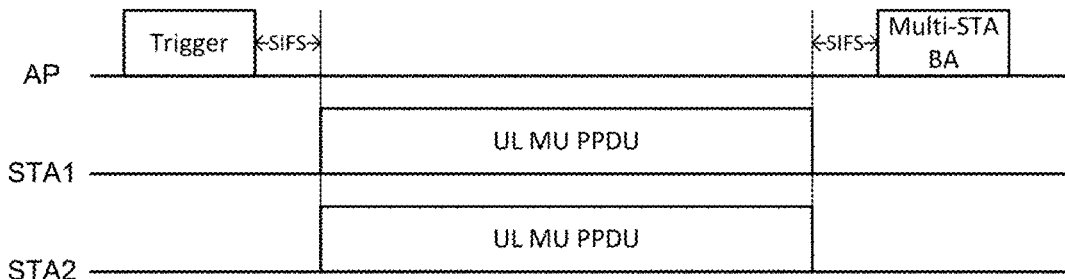 Trigger
SIFS
SIFS
Multi-STA
BA
AP
UL MU PPDU
STA1
UL MU PPDU
STA2